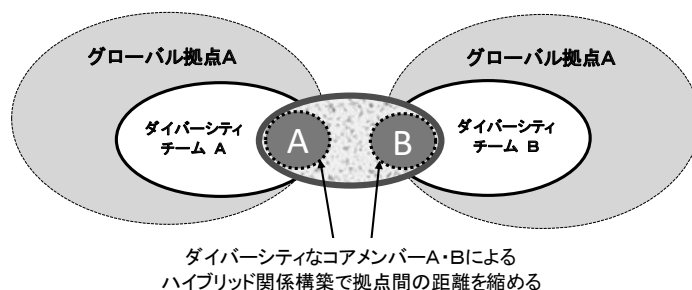 グローバル拠点A
グローバル拠点A
ダイバーシティ
チーム A
A
B
ダイバーシティ
チーム B
ダイバーシティなコアメンバーA・Bによる
ハイブリッド関係構築で拠点間の距離を縮める